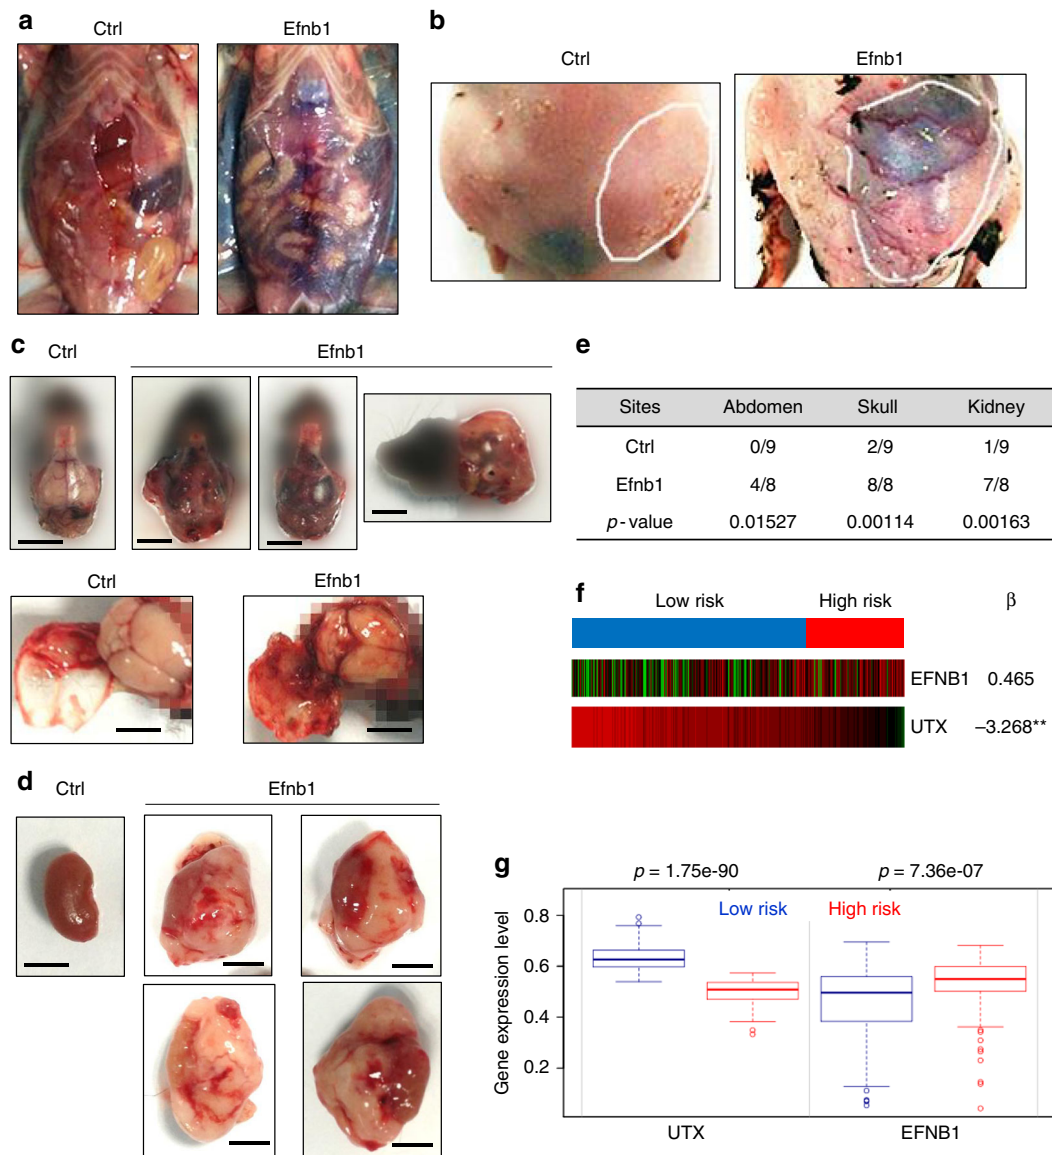 a
Ctrl
Efnb1
b
Ctrl
Efnb1
c
Ctrl
Efnb1
Ctrl
Efnb1
d
Ctrl
Efnb1
e
Sites Abdomen Skull Kidney
Ctrl 0/9 2/9 1/9
Efnb1 4/8 8/8 7/8
p-value 0.01527 0.00114 0.00163
f
Low risk High risk β
EFNB1 0.465
UTX –3.268**
g
p = 1.75e-90 p = 7.36e-07
Low risk High risk
Gene expression level
0.8
0.6
0.4
0.2
UTX EFNB1